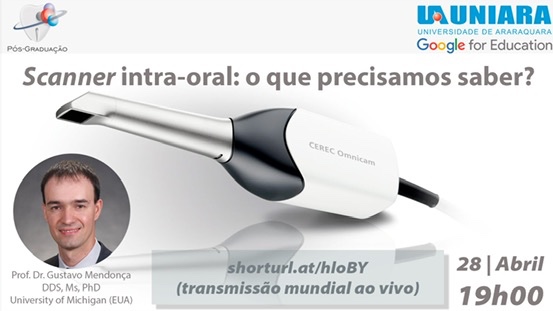 PÓS-GRADUAÇÃO
UNIARA
UNIVERSIDADE DE ARARAQUARA
Google for Education
Scanner intra-oral: o que precisamos saber?
CEREC Omnicam
Prof. Dr. Gustavo Mendonça
DDS, Ms, PhD
University of Michigan (EUA)
shorturl.at/hloBY
(transmissão mundial ao vivo)
28 | Abril
19h00